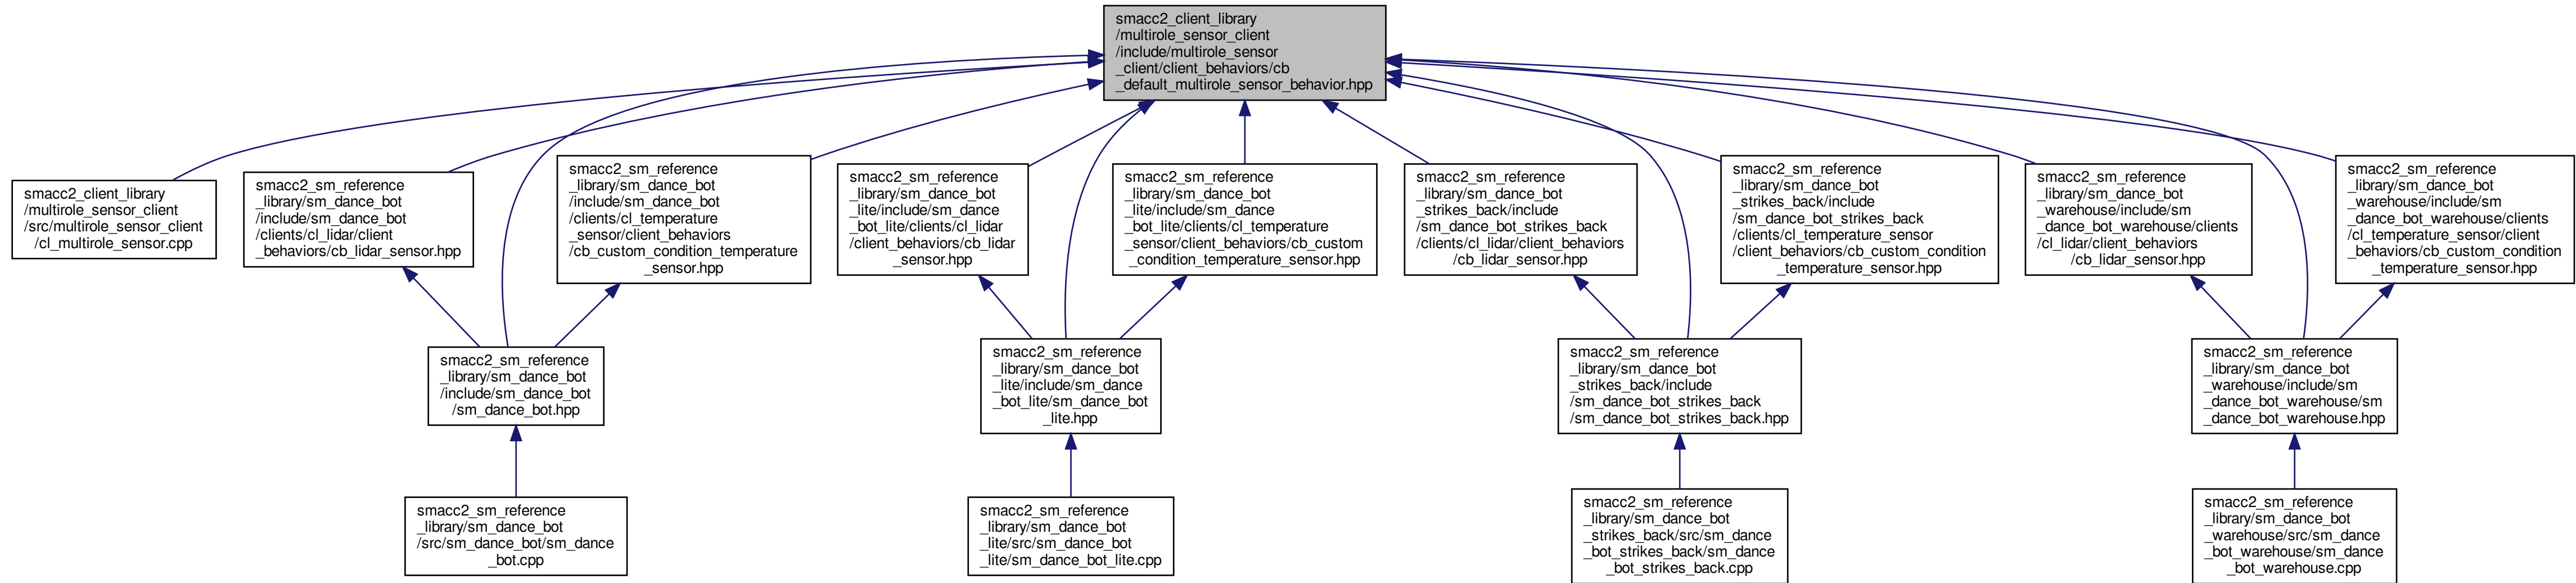 smacc2_client_library
/multirole_sensor_client
/include/multirole_sensor
_client/client_behaviors/cb
_default_multirole_sensor_behavior.hpp
smacc2_client_library
/multirole_sensor_client
/src/multirole_sensor_client
/cl_multirole_sensor.cpp
smacc2_sm_reference
_library/sm_dance_bot
/include/sm_dance_bot
/clients/cl_lidar/client
_behaviors/cb_lidar_sensor.hpp
smacc2_sm_reference
_library/sm_dance_bot
/include/sm_dance_bot
/clients/cl_temperature
_sensor/client_behaviors
/cb_custom_condition_temperature
_sensor.hpp
smacc2_sm_reference
_library/sm_dance_bot
_lite/include/sm_dance
_bot_lite/clients/cl_lidar
/client_behaviors/cb_lidar
_sensor.hpp
smacc2_sm_reference
_library/sm_dance_bot
_lite/include/sm_dance
_bot_lite/clients/cl_temperature
_sensor/client_behaviors/cb_custom
_condition_temperature_sensor.hpp
smacc2_sm_reference
_library/sm_dance_bot
_strikes_back/include
/sm_dance_bot_strikes_back
/clients/cl_lidar/client_behaviors
/cb_lidar_sensor.hpp
smacc2_sm_reference
_library/sm_dance_bot
_strikes_back/include
/sm_dance_bot_strikes_back
/clients/cl_temperature_sensor
/client_behaviors/cb_custom_condition
_temperature_sensor.hpp
smacc2_sm_reference
_library/sm_dance_bot
_warehouse/include/sm
_dance_bot_warehouse/clients
/cl_lidar/client_behaviors
/cb_lidar_sensor.hpp
smacc2_sm_reference
_library/sm_dance_bot
_warehouse/include/sm
_dance_bot_warehouse/clients
/cl_temperature_sensor/client
_behaviors/cb_custom_condition
_temperature_sensor.hpp
smacc2_sm_reference
_library/sm_dance_bot
/include/sm_dance_bot
/sm_dance_bot.hpp
smacc2_sm_reference
_library/sm_dance_bot
_lite/include/sm_dance
_bot_lite/sm_dance_bot
_lite.hpp
smacc2_sm_reference
_library/sm_dance_bot
_strikes_back/include
/sm_dance_bot_strikes_back
/sm_dance_bot_strikes_back.hpp
smacc2_sm_reference
_library/sm_dance_bot
_warehouse/include/sm
_dance_bot_warehouse/sm
_dance_bot_warehouse.hpp
smacc2_sm_reference
_library/sm_dance_bot
/src/sm_dance_bot/sm_dance
_bot.cpp
smacc2_sm_reference
_library/sm_dance_bot
_lite/src/sm_dance_bot
_lite/sm_dance_bot_lite.cpp
smacc2_sm_reference
_library/sm_dance_bot
_strikes_back/src/sm_dance
_bot_strikes_back/sm_dance
_bot_strikes_back.cpp
smacc2_sm_reference
_library/sm_dance_bot
_warehouse/src/sm_dance
_bot_warehouse/sm_dance
_bot_warehouse.cpp